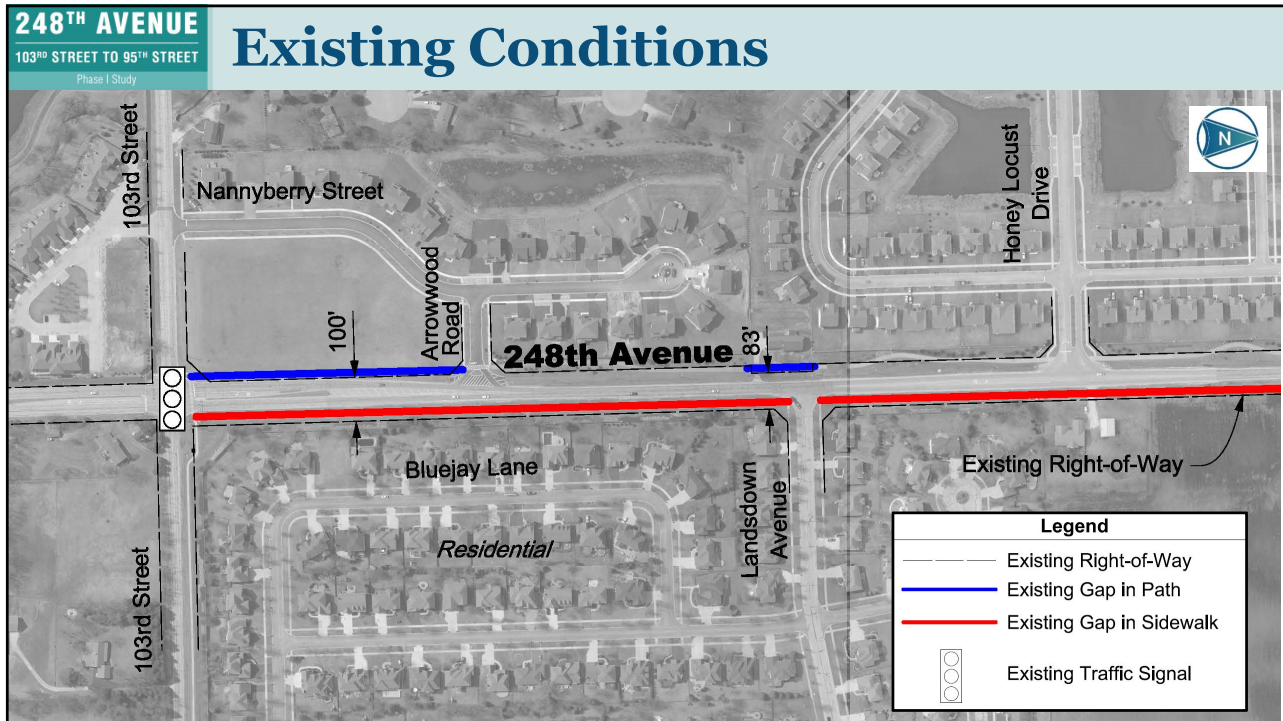 248TH AVENUE
103RD STREET TO 95TH STREET
Phase I Study
Existing Conditions
N
103rd Street
Nannyberry Street
Honey Locust
Drive
Arrowwood
Road
100'
248th Avenue
83'
Bluejay Lane
Landsdown
Avenue
Existing Right-of-Way
Residential
103rd Street
Legend
Existing Right-of-Way
Existing Gap in Path
Existing Gap in Sidewalk
Existing Traffic Signal